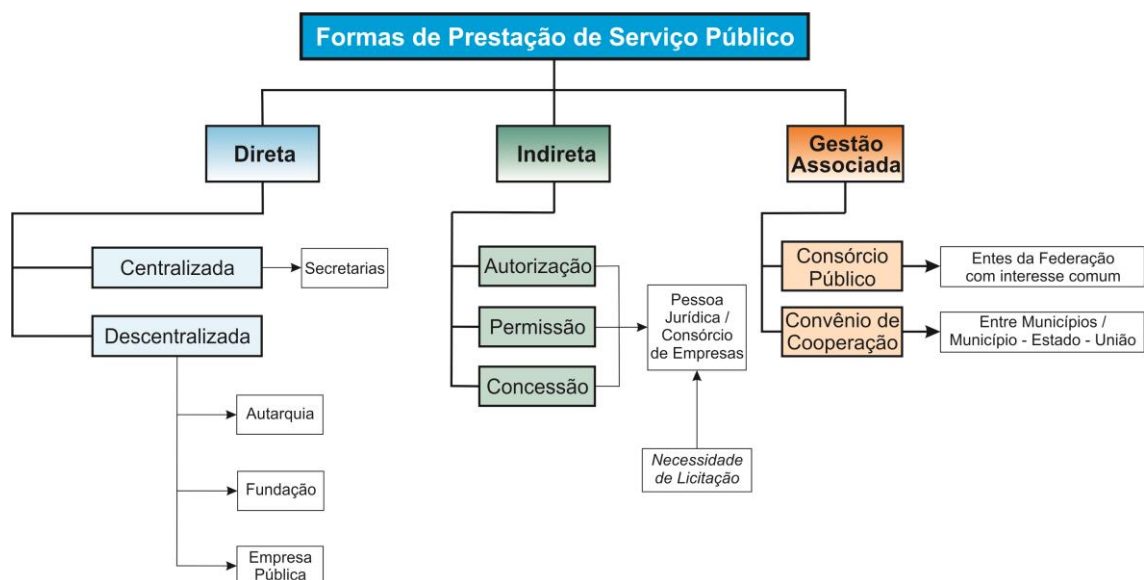 Formas de Prestação de Serviço Público
Direta
Centralizada
Secretarias
Descentralizada
Autarquia
Fundação
Empresa
Pública
Indireta
Autorização
Permissão
Concessão
Pessoa
Jurídica /
Consórcio
de Empresas
Necessidade
de Licitação
Gestão
Associada
Consórcio
Público
Entes da Federação
com interesse comum
Convênio de
Cooperação
Entre Municípios /
Município - Estado - União